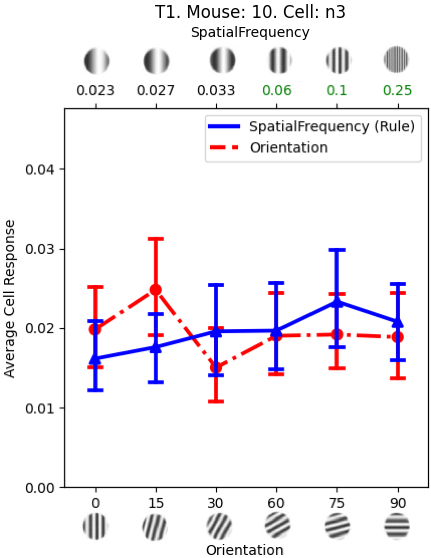 T1. Mouse: 10. Cell: n3
SpatialFrequency
0.023 0.027 0.033 0.06 0.1 0.25
SpatialFrequency (Rule)
Orientation
0.04
0.03
0.02
0.01
0.00
Average Cell Response
0 15 30 60 75 90
Orientation